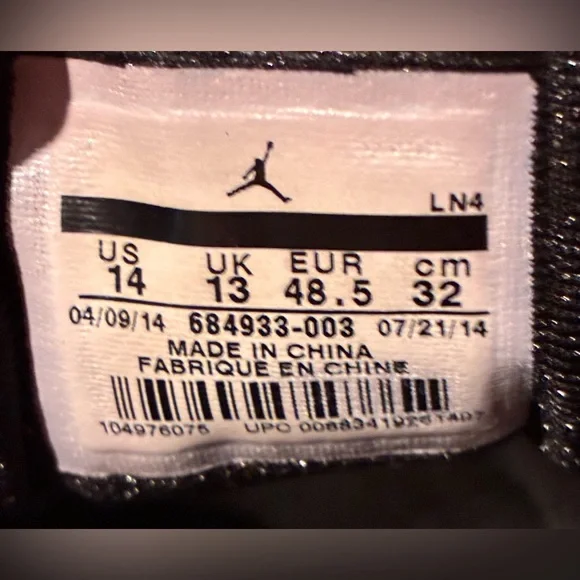 LN4
US UK EUR cm
14 13 48.5 32
04/09/14 684933-003 07/21/14
MADE IN CHINA
FABRIQUE EN CHINE
104976075 UPC